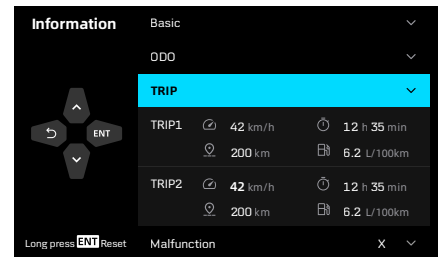 Information
Basic
ODO
TRIP
ENT
TRIP1 42 km/h 12 h 35 min
200 km 6.2 L/100km
TRIP2 42 km/h 12 h 35 min
200 km 6.2 L/100km
Long press ENT Reset
Malfunction X